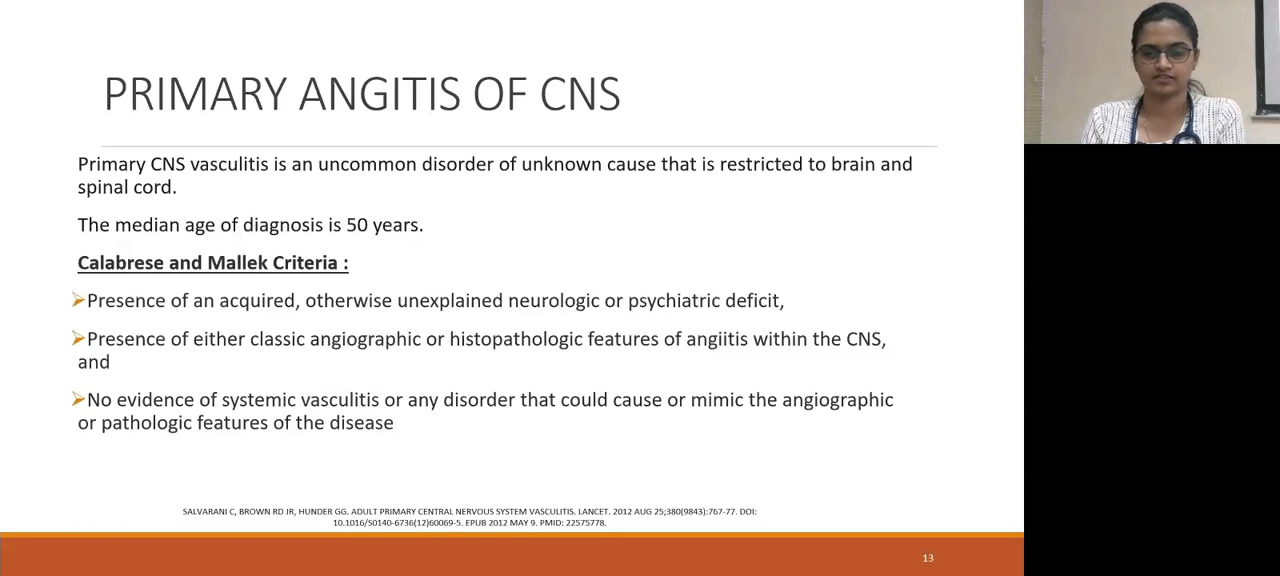 PRIMARY ANGITIS OF CNS
Primary CNS vasculitis is an uncommon disorder of unknown cause that is restricted to brain and
spinal cord.
The median age of diagnosis is 50 years.
Calabrese and Mallek Criteria :
Presence of an acquired, otherwise unexplained neurologic or psychiatric deficit,
Presence of either classic angiographic or histopathologic features of angiitis within the CNS,
and
No evidence of systemic vasculitis or any disorder that could cause or mimic the angiographic
or pathologic features of the disease
SALVARANI C, BROWN RD JR, HUNDER GG. ADULT PRIMARY CENTRAL NERVOUS SYSTEM VASCULITIS. LANCET. 2012 AUG 25;380(9843):767-77. DOI:
10.1016/S0140-6736(12)60069-5. EPUB 2012 MAY 9. PMID: 22575778.
13